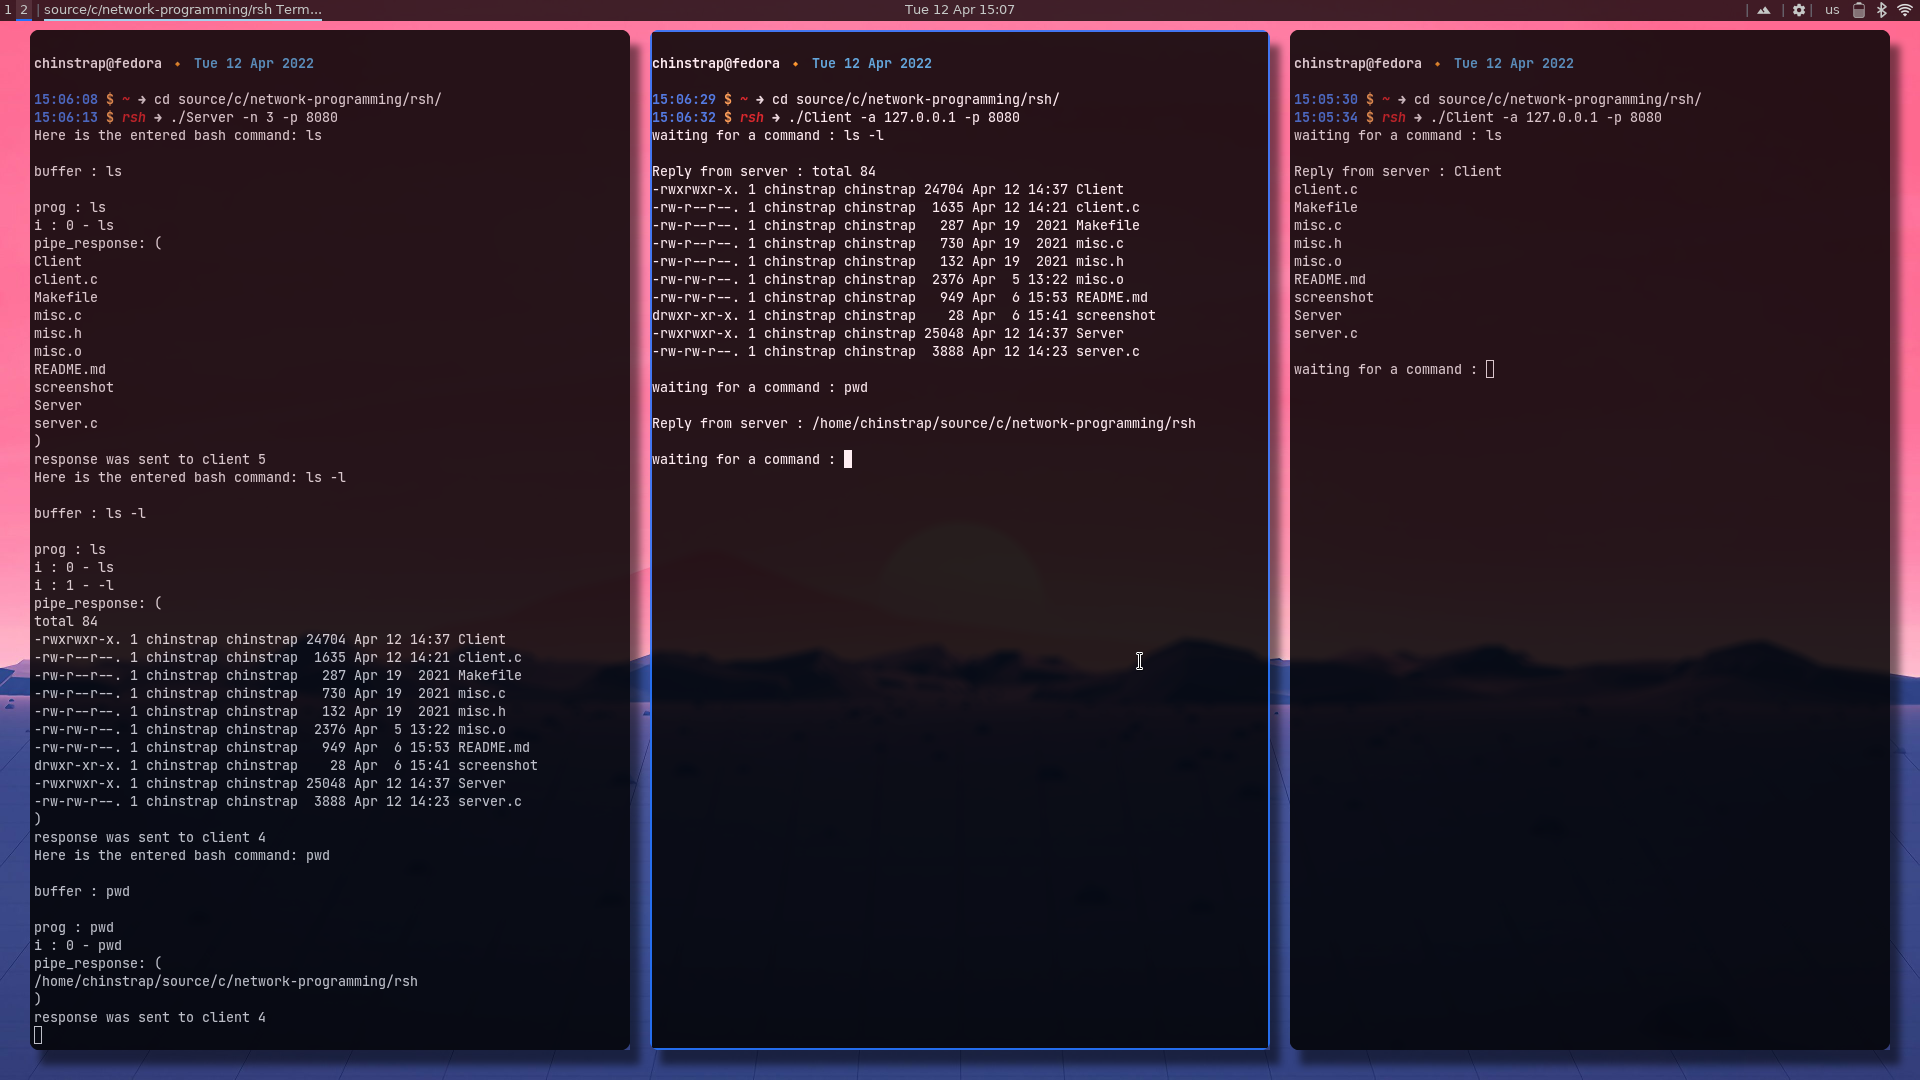 1 2 | source/c/network-programming/rsh Term...
Tue 12 Apr 15:07
| | | us
chinstrap@fedora • Tue 12 Apr 2022
15:06:08 $ ~ ➜ cd source/c/network-programming/rsh/
15:06:13 $ rsh ➜ ./Server -n 3 -p 8080
Here is the entered bash command: ls
buffer : ls
prog : ls
i : 0 - ls
pipe_response: (
Client
client.c
Makefile
misc.c
misc.h
misc.o
README.md
screenshot
Server
server.c
)
response was sent to client 5
Here is the entered bash command: ls -l
buffer : ls -l
prog : ls
i : 0 - ls
i : 1 - -l
pipe_response: (
total 84
-rwxrwxr-x. 1 chinstrap chinstrap 24704 Apr 12 14:37 Client
-rw-r--r--. 1 chinstrap chinstrap  1635 Apr 12 14:21 client.c
-rw-r--r--. 1 chinstrap chinstrap   287 Apr 19  2021 Makefile
-rw-r--r--. 1 chinstrap chinstrap   730 Apr 19  2021 misc.c
-rw-r--r--. 1 chinstrap chinstrap   132 Apr 19  2021 misc.h
-rw-rw-r--. 1 chinstrap chinstrap  2376 Apr  5 13:22 misc.o
-rw-rw-r--. 1 chinstrap chinstrap   949 Apr  6 15:53 README.md
drwxr-xr-x. 1 chinstrap chinstrap    28 Apr  6 15:41 screenshot
-rwxrwxr-x. 1 chinstrap chinstrap 25048 Apr 12 14:37 Server
-rw-rw-r--. 1 chinstrap chinstrap  3888 Apr 12 14:23 server.c
)
response was sent to client 4
Here is the entered bash command: pwd
buffer : pwd
prog : pwd
i : 0 - pwd
pipe_response: (
/home/chinstrap/source/c/network-programming/rsh
)
response was sent to client 4
chinstrap@fedora • Tue 12 Apr 2022
15:06:29 $ ~ ➜ cd source/c/network-programming/rsh/
15:06:32 $ rsh ➜ ./Client -a 127.0.0.1 -p 8080
waiting for a command : ls -l
Reply from server : total 84
-rwxrwxr-x. 1 chinstrap chinstrap 24704 Apr 12 14:37 Client
-rw-r--r--. 1 chinstrap chinstrap  1635 Apr 12 14:21 client.c
-rw-r--r--. 1 chinstrap chinstrap   287 Apr 19  2021 Makefile
-rw-r--r--. 1 chinstrap chinstrap   730 Apr 19  2021 misc.c
-rw-r--r--. 1 chinstrap chinstrap   132 Apr 19  2021 misc.h
-rw-rw-r--. 1 chinstrap chinstrap  2376 Apr  5 13:22 misc.o
-rw-rw-r--. 1 chinstrap chinstrap   949 Apr  6 15:53 README.md
drwxr-xr-x. 1 chinstrap chinstrap    28 Apr  6 15:41 screenshot
-rwxrwxr-x. 1 chinstrap chinstrap 25048 Apr 12 14:37 Server
-rw-rw-r--. 1 chinstrap chinstrap  3888 Apr 12 14:23 server.c
waiting for a command : pwd
Reply from server : /home/chinstrap/source/c/network-programming/rsh
waiting for a command :
chinstrap@fedora • Tue 12 Apr 2022
15:05:30 $ ~ ➜ cd source/c/network-programming/rsh/
15:05:34 $ rsh ➜ ./Client -a 127.0.0.1 -p 8080
waiting for a command : ls
Reply from server : Client
client.c
Makefile
misc.c
misc.h
misc.o
README.md
screenshot
Server
server.c
waiting for a command :